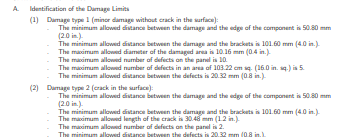 A. Identification of the Damage Limits
(1) Damage type 1 (minor damage without crack in the surface):
. The minimum allowed distance between the damage and the edge of the component is 50.80 mm
(2.0 in.).
. The minimum allowed distance between the damage and the brackets is 101.60 mm (4.0 in.).
. The maximum allowed diameter of the damaged area is 10.16 mm (0.4 in.).
. The maximum allowed number of defects on the panel is 10.
. The maximum allowed number of defects in an area of 103.22 cm sq. (16.0 in. sq.) is 5.
. The minimum allowed distance between the defects is 20.32 mm (0.8 in.).
(2) Damage type 2 (crack in the surface):
. The minimum allowed distance between the damage and the edge of the component is 50.80 mm
(2.0 in.).
. The minimum allowed distance between the damage and the brackets is 101.60 mm (4.0 in.).
. The maximum allowed length of the crack is 30.48 mm (1.2 in.).
. The maximum allowed number of defects on the panel is 2.
. The minimum allowed distance between the defects is 20.32 mm (0.8 in.).